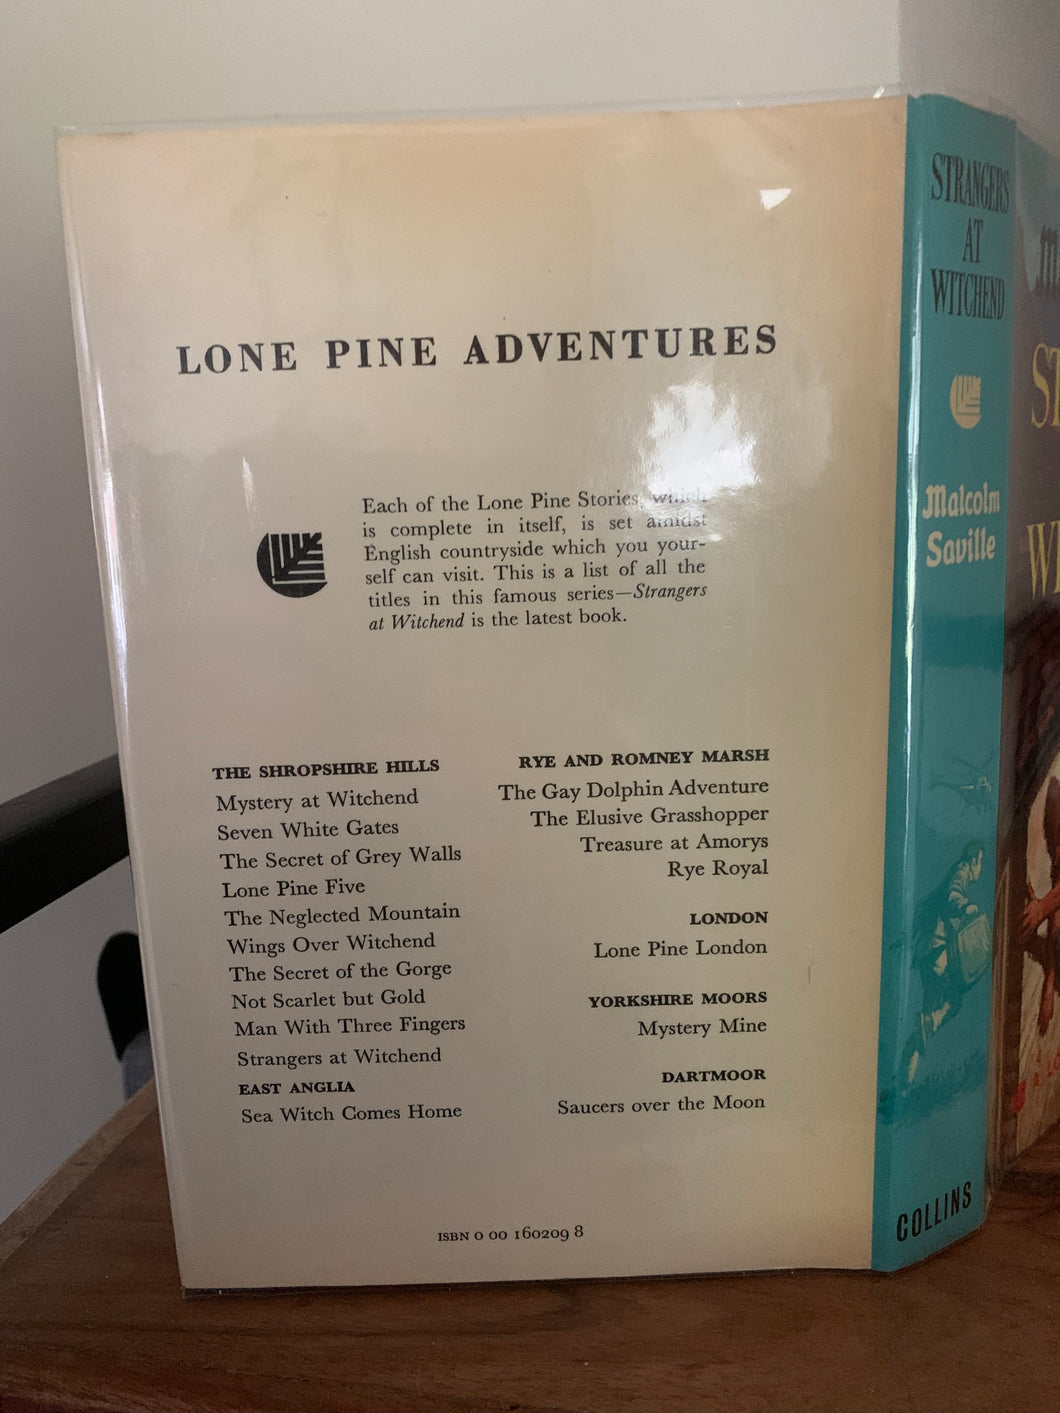 LONE PINE ADVENTURES
Each of the Lone Pine Stories, which
is complete in itself, is set amidst
English countryside which you your-
self can visit. This is a list of all the
titles in this famous series—Strangers
at Witchend is the latest book.
THE SHROPSHIRE HILLS
Mystery at Witchend
Seven White Gates
The Secret of Grey Walls
Lone Pine Five
The Neglected Mountain
Wings Over Witchend
The Secret of the Gorge
Not Scarlet but Gold
Man With Three Fingers
Strangers at Witchend
EAST ANGLIA
Sea Witch Comes Home
RYE AND ROMNEY MARSH
The Gay Dolphin Adventure
The Elusive Grasshopper
Treasure at Amorys
Rye Royal
LONDON
Lone Pine London
YORKSHIRE MOORS
Mystery Mine
DARTMOOR
Saucers over the Moon
ISBN 0 00 160209 8
STRANGERS
AT
WITCHEND
Malcolm
Saville
COLLINS